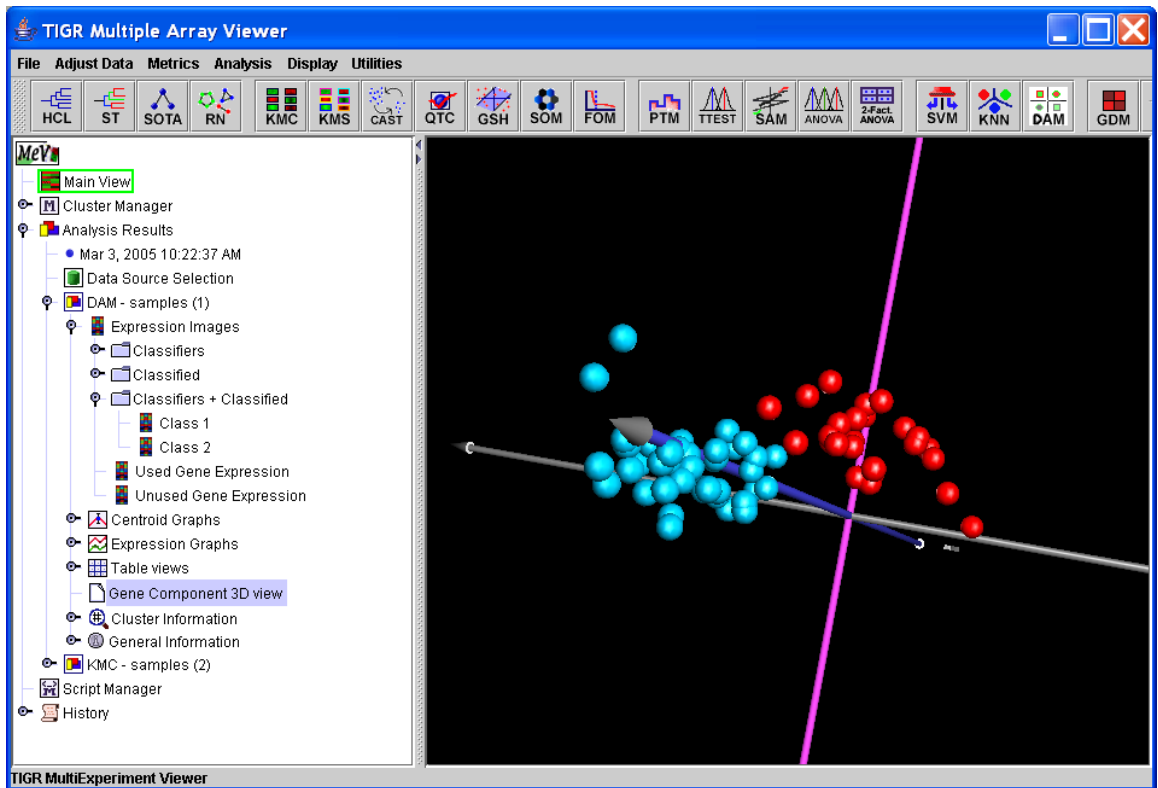 TIGR Multiple Array Viewer
File Adjust Data Metrics Analysis Display Utilities
HCL ST SOTA RN KMC KMS CAST QTC GSH SOM FOM PTM TTEST SAM ANOVA 2-Fact. ANOVA SVM KNN DAM GDM
MeV
Main View
M Cluster Manager
Analysis Results
Mar 3, 2005 10:22:37 AM
Data Source Selection
DAM - samples (1)
Expression Images
Classifiers
Classified
Classifiers + Classified
Class 1
Class 2
Used Gene Expression
Unused Gene Expression
Centroid Graphs
Expression Graphs
Table views
Gene Component 3D view
Cluster Information
General Information
KMC - samples (2)
Script Manager
History
TIGR MultiExperiment Viewer